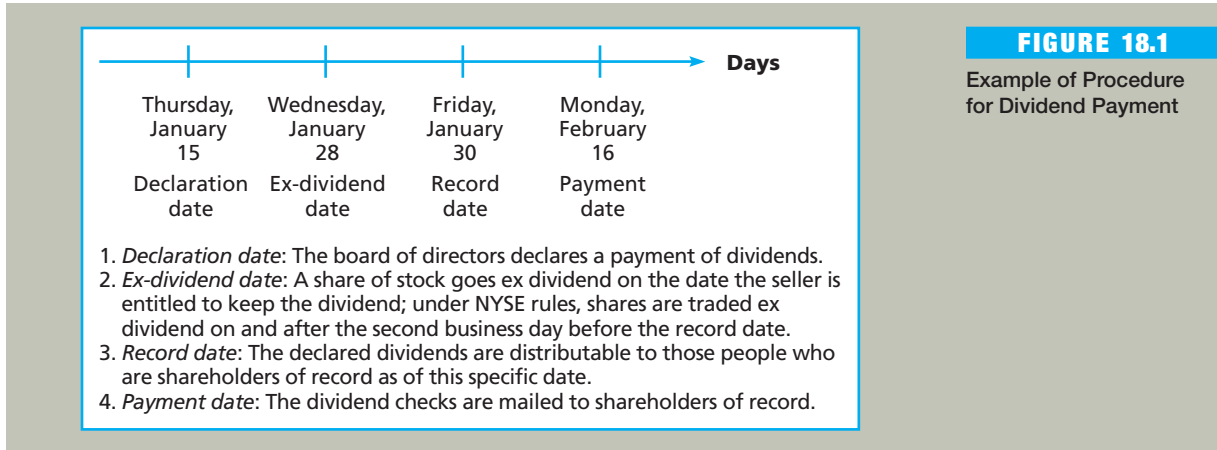 Days
Thursday, January 15
Wednesday, January 28
Friday, January 30
Monday, February 16
Declaration date
Ex-dividend date
Record date
Payment date
1. Declaration date: The board of directors declares a payment of dividends.
2. Ex-dividend date: A share of stock goes ex dividend on the date the seller is
entitled to keep the dividend; under NYSE rules, shares are traded ex
dividend on and after the second business day before the record date.
3. Record date: The declared dividends are distributable to those people who
are shareholders of record as of this specific date.
4. Payment date: The dividend checks are mailed to shareholders of record.
FIGURE 18.1
Example of Procedure
for Dividend Payment